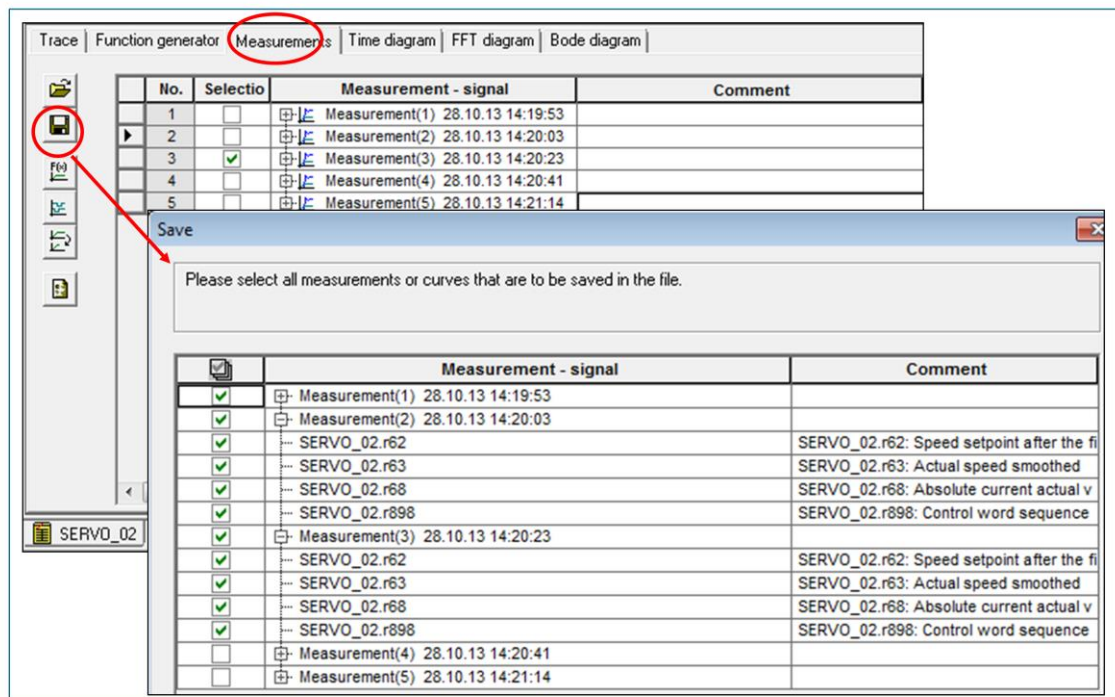 Trace Function generator Measurements Time diagram FFT diagram Bode diagram
No. Selectio Measurement - signal Comment
1 Measurement(1) 28.10.13 14:19:53
2 Measurement(2) 28.10.13 14:20:03
3 Measurement(3) 28.10.13 14:20:23
4 Measurement(4) 28.10.13 14:20:41
5 Measurement(5) 28.10.13 14:21:14
F(x)
Save
Please select all measurements or curves that are to be saved in the file.
Measurement - signal Comment
Measurement(1) 28.10.13 14:19:53
Measurement(2) 28.10.13 14:20:03
SERVO_02.r62 SERVO_02.r62: Speed setpoint after the fi
SERVO_02.r63 SERVO_02.r63: Actual speed smoothed
SERVO_02.r68 SERVO_02.r68: Absolute current actual v
SERVO_02.r898 SERVO_02.r898: Control word sequence
Measurement(3) 28.10.13 14:20:23
SERVO_02.r62 SERVO_02.r62: Speed setpoint after the fi
SERVO_02.r63 SERVO_02.r63: Actual speed smoothed
SERVO_02.r68 SERVO_02.r68: Absolute current actual v
SERVO_02.r898 SERVO_02.r898: Control word sequence
Measurement(4) 28.10.13 14:20:41
Measurement(5) 28.10.13 14:21:14
SERVO_02